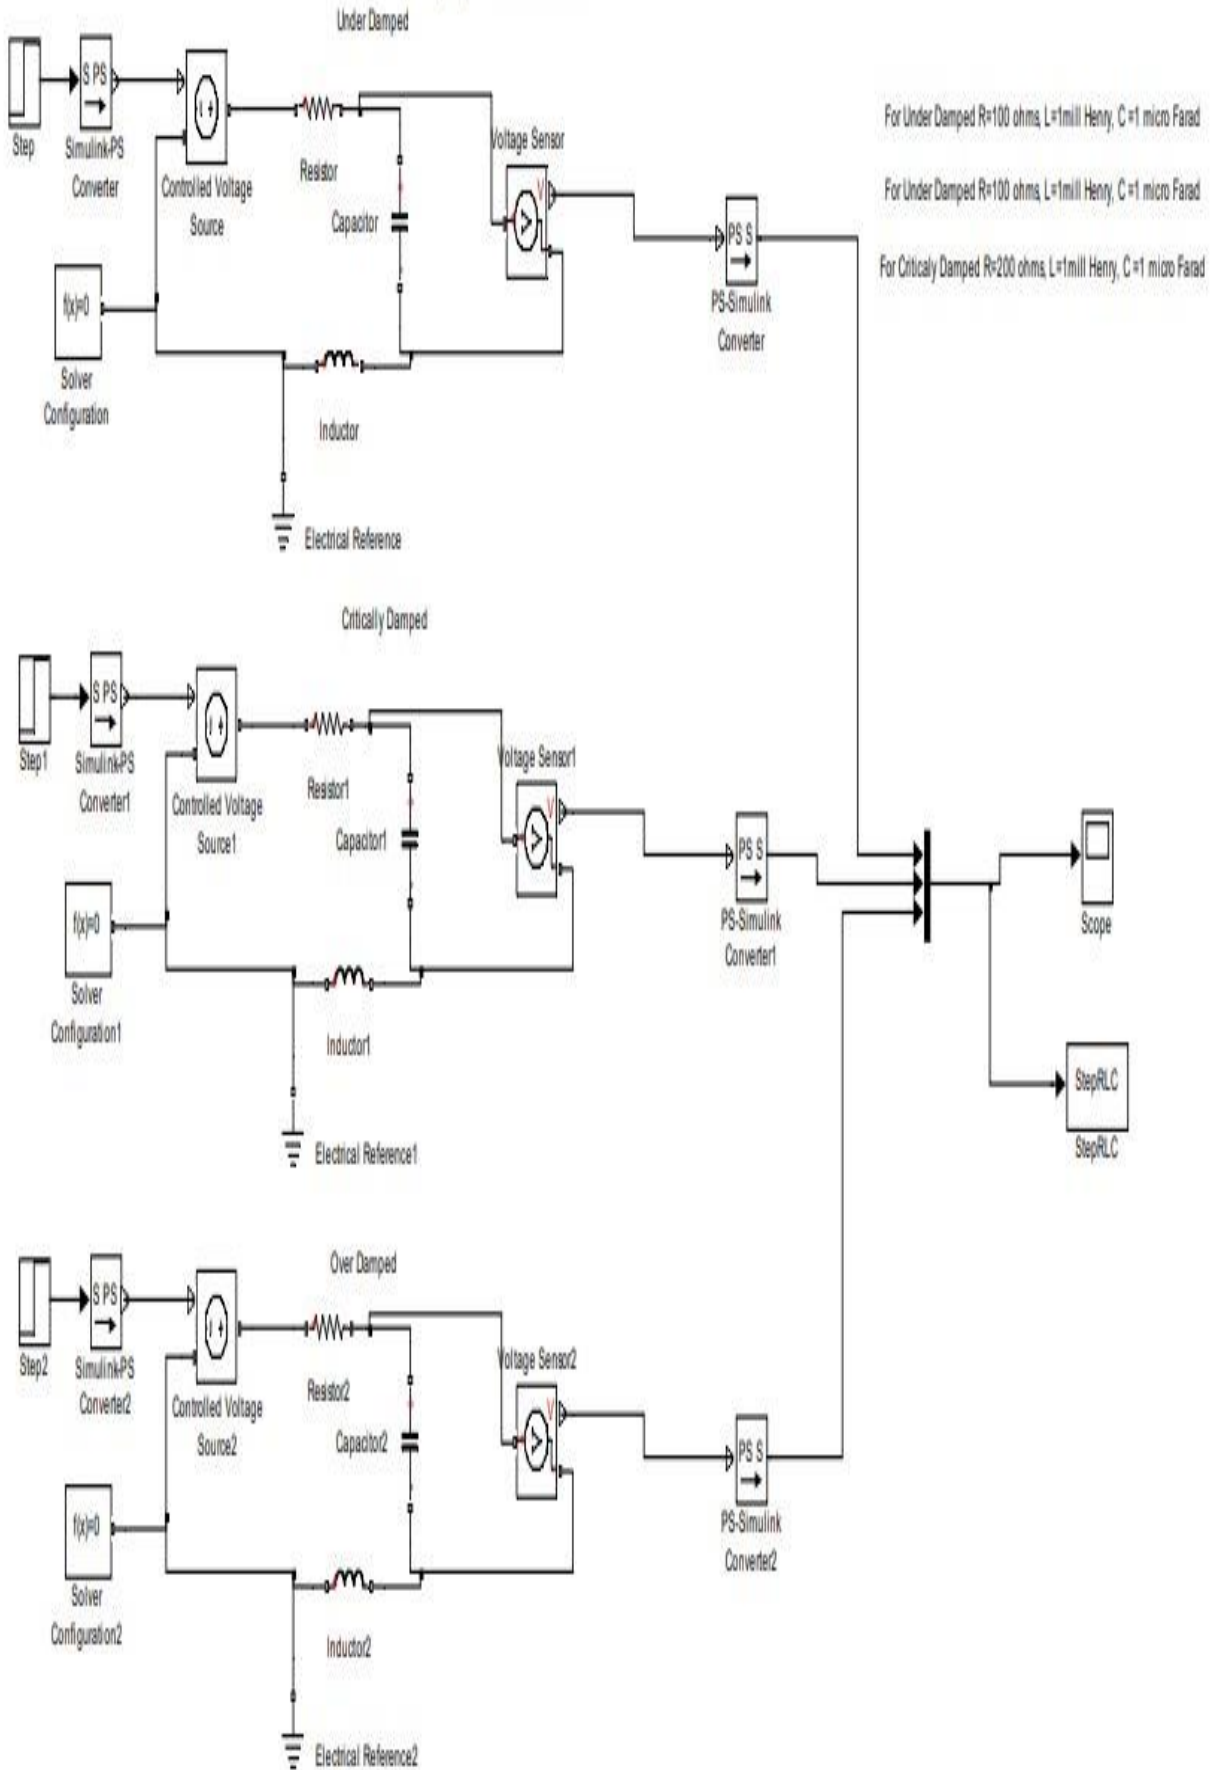 Under Damped
S PS
Step
Simulink-PS
Converter
Controlled Voltage
Source
Resistor
Capacitor
Voltage Sensor
V
V
For Under Damped R=100 ohms, L=1mill Henry, C =1 micro Farad
For Under Damped R=100 ohms, L=1mill Henry, C =1 micro Farad
For Criticaly Damped R=200 ohms, L=1mill Henry, C =1 micro Farad
PS S
PS-Simulink
Converter
f(x)=0
Solver
Configuration
Inductor
Electrical Reference
Critically Damped
S PS
Step1
Simulink-PS
Converter1
Controlled Voltage
Source1
Resistor1
Capacitor1
Voltage Sensor1
V
V
PS S
PS-Simulink
Converter1
Scope
f(x)=0
Solver
Configuration1
Inductor1
Electrical Reference1
StepRLC
StepRLC
Over Damped
S PS
Step2
Simulink-PS
Converter2
Controlled Voltage
Source2
Resistor2
Capacitor2
Voltage Sensor2
V
V
PS S
PS-Simulink
Converter2
f(x)=0
Solver
Configuration2
Inductor2
Electrical Reference2